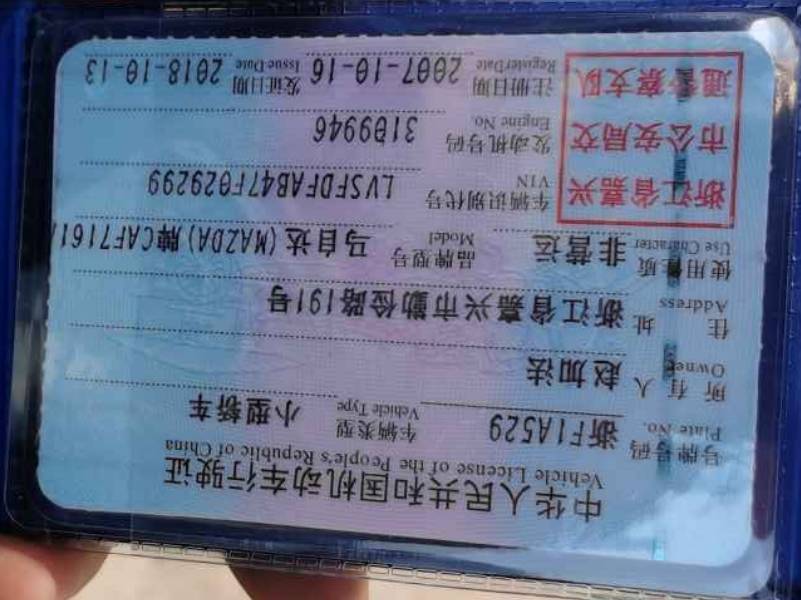 中华人民共和国机动车行驶证
Vehicle License of the People's Republic of China
号牌号码 Plate No. 浙F1A529 车辆类型 Vehicle Type 小型轿车
所有人 Owner 赵加法
住址 Address 浙江省嘉兴市勤俭路191号
使用性质 Use Character 非营运 品牌型号 Model 马自达(MAZDA)牌CAF7161
浙江省嘉兴
市公安局交
通警察支队
车辆识别代号 VIN LVSFDFAB47F029299
发动机号码 Engine No. 3109946
注册日期 Register Date 2007-10-16 发证日期 Issue Date 2018-10-13